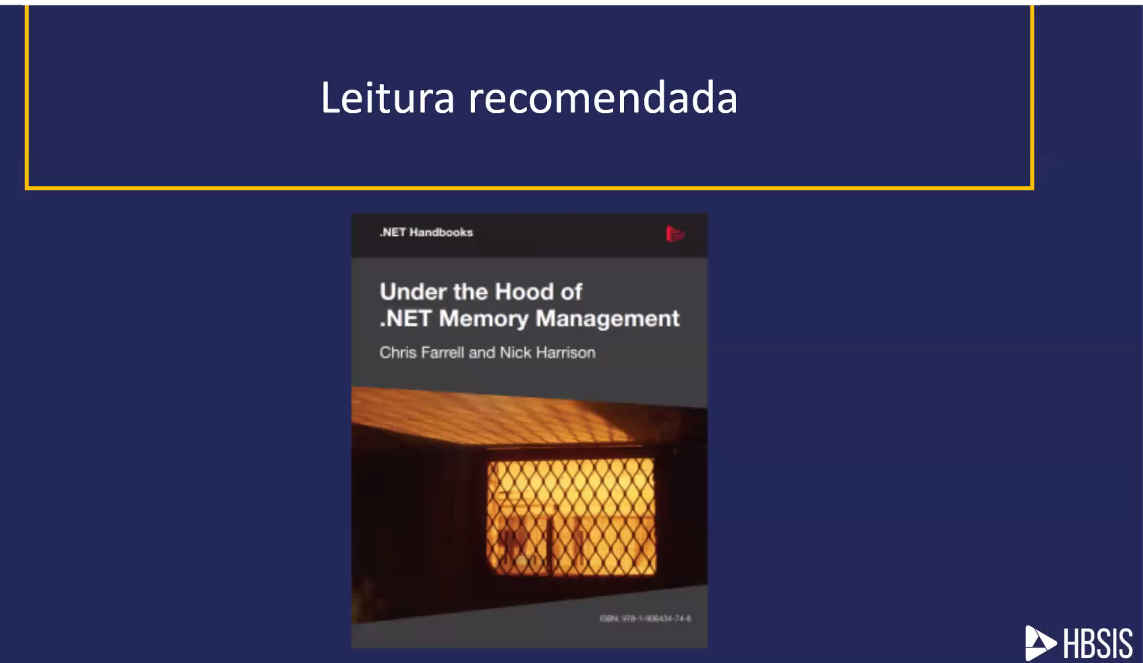 Leitura recomendada
.NET Handbooks
Under the Hood of
.NET Memory Management
Chris Farrell and Nick Harrison
ISBN: 978-1-906434-74-8
HBSIS